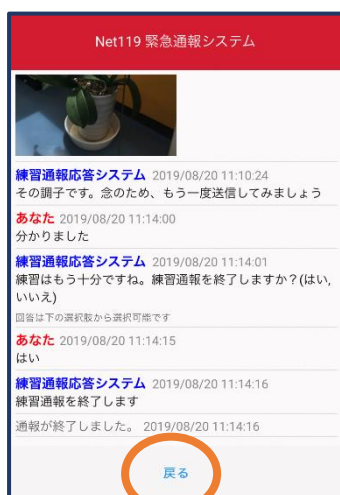 Net119 緊急通報システム
練習通報応答システム 2019/08/20 11:10:24
その調子です。念のため、もう一度送信してみましょう
あなた 2019/08/20 11:14:00
分かりました
練習通報応答システム 2019/08/20 11:14:01
練習はもう十分ですね。練習通報を終了しますか?(はい,
いいえ)
回答は下の選択肢から選択可能です
あなた 2019/08/20 11:14:15
はい
練習通報応答システム 2019/08/20 11:14:16
練習通報を終了します
通報が終了しました。 2019/08/20 11:14:16
戻る